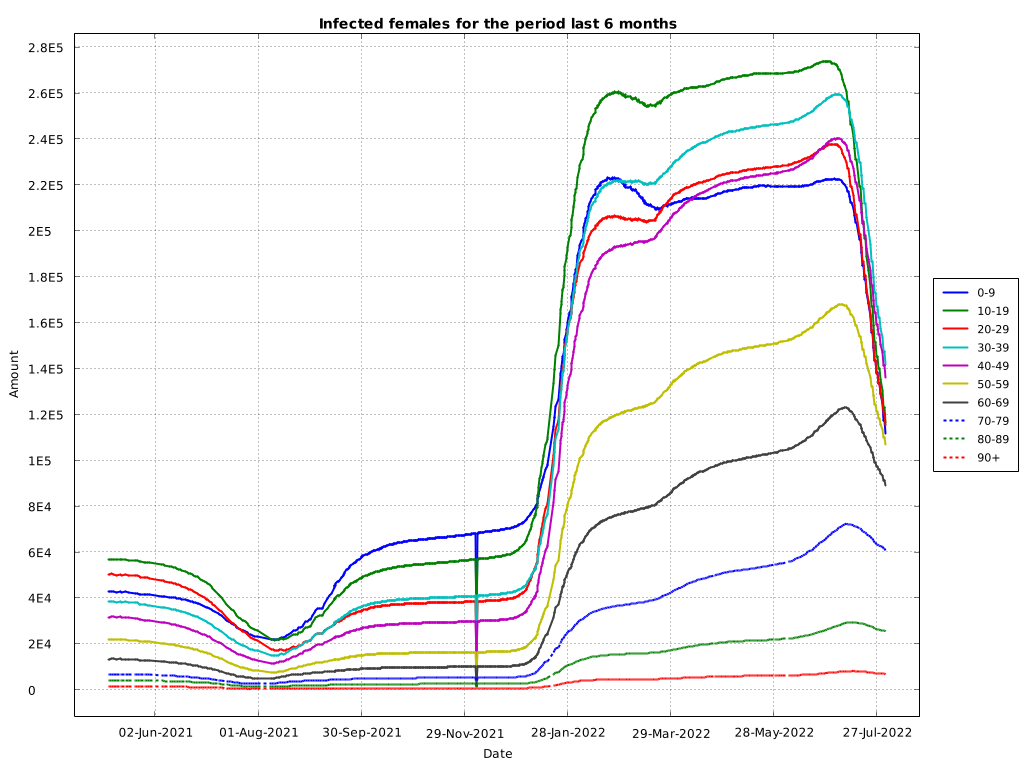 Infected females for the period last 6 months
2.8E5
2.6E5
2.4E5
2.2E5
2E5
1.8E5
1.6E5
1.4E5
1.2E5
1E5
8E4
6E4
4E4
2E4
0
Amount
02-Jun-2021 01-Aug-2021 30-Sep-2021 29-Nov-2021 28-Jan-2022 29-Mar-2022 28-May-2022 27-Jul-2022
Date
0-9
10-19
20-29
30-39
40-49
50-59
60-69
70-79
80-89
90+